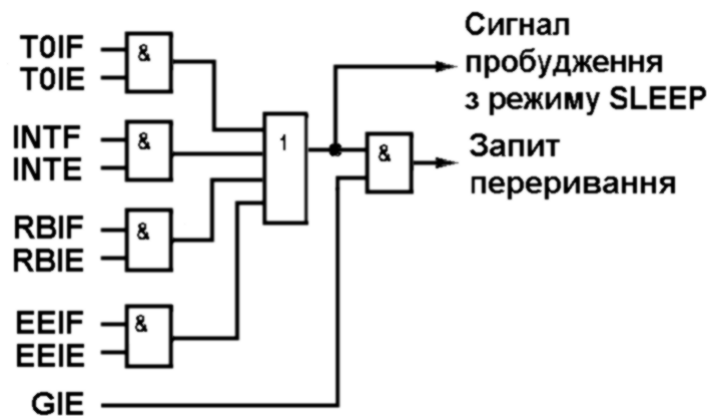 T0IF
T0IE
&
INTF
INTE
&
RBIF
RBIE
&
EEIF
EEIE
&
GIE
1
&
Сигнал
пробудження
з режиму SLEEP
Запит
переривання